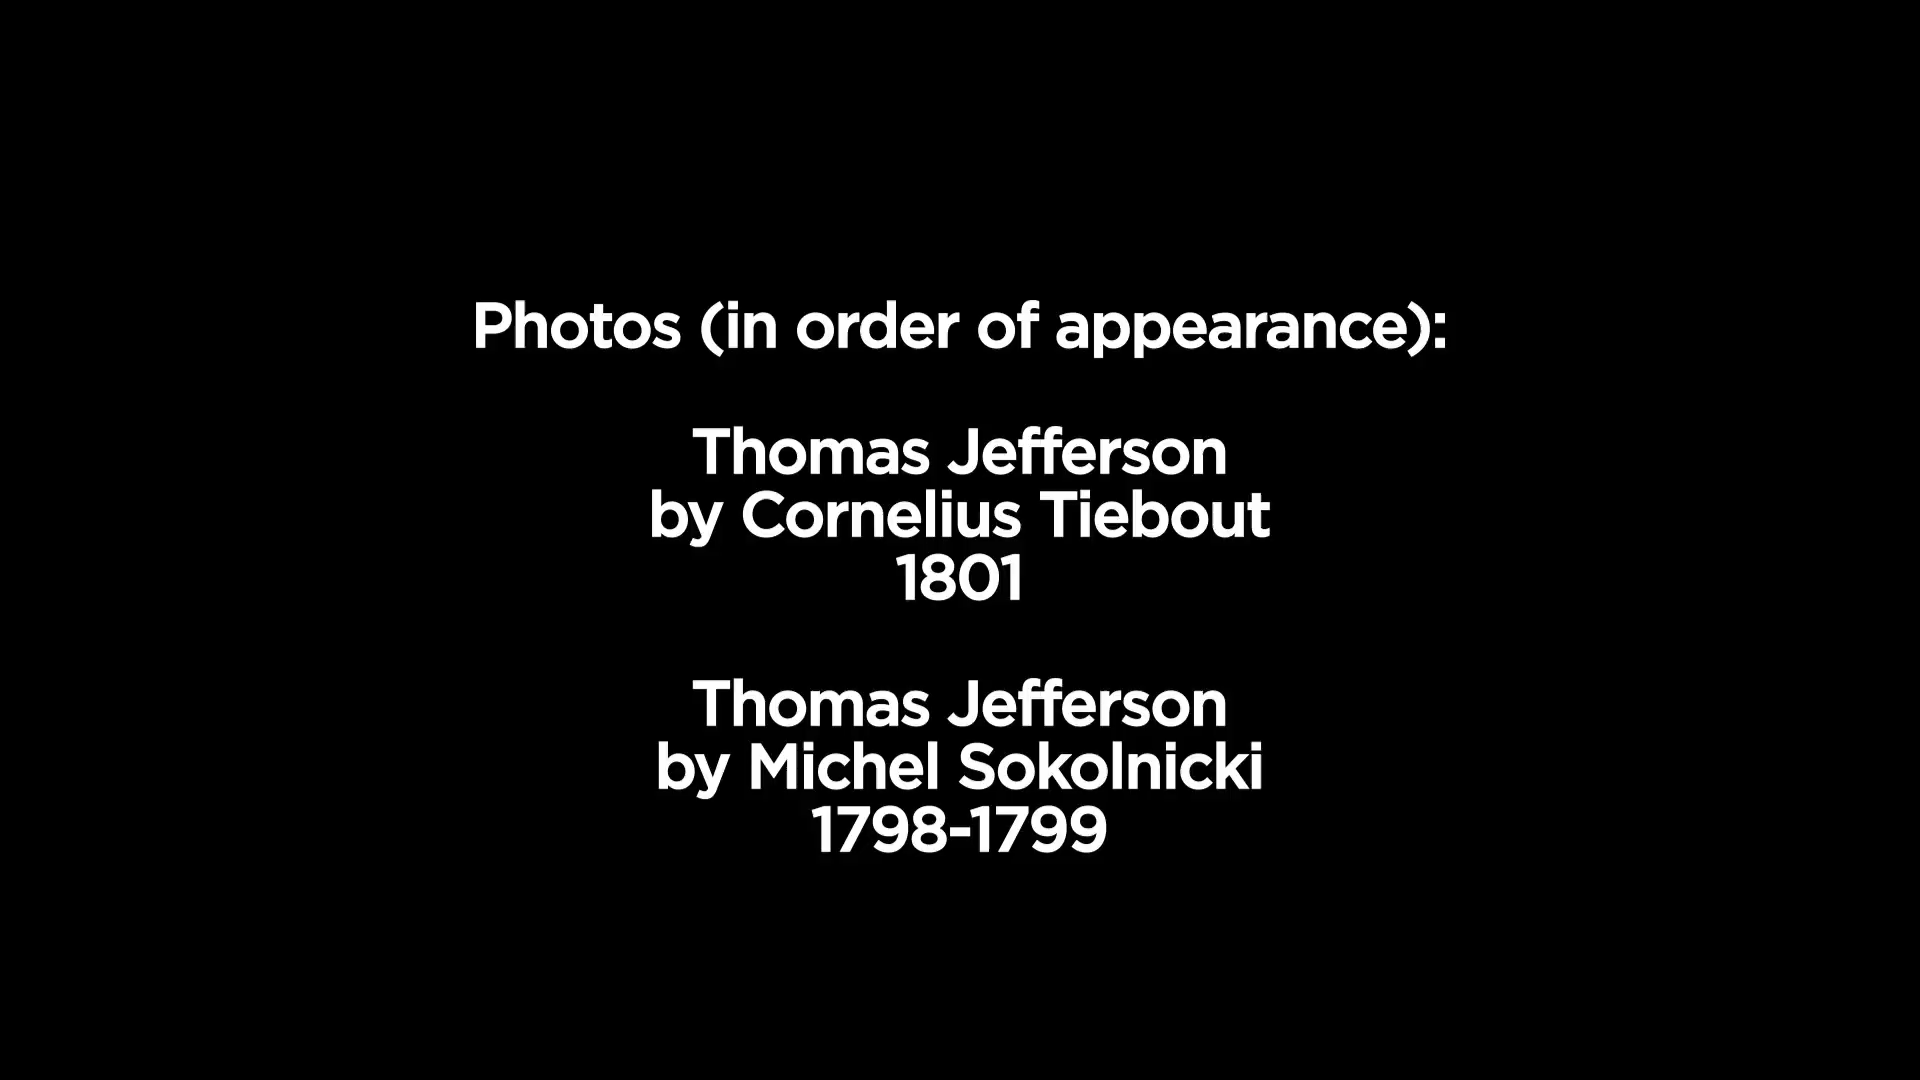 Photos (in order of appearance):
Thomas Jefferson
by Cornelius Tiebout
1801
Thomas Jefferson
by Michel Sokolnicki
1798-1799